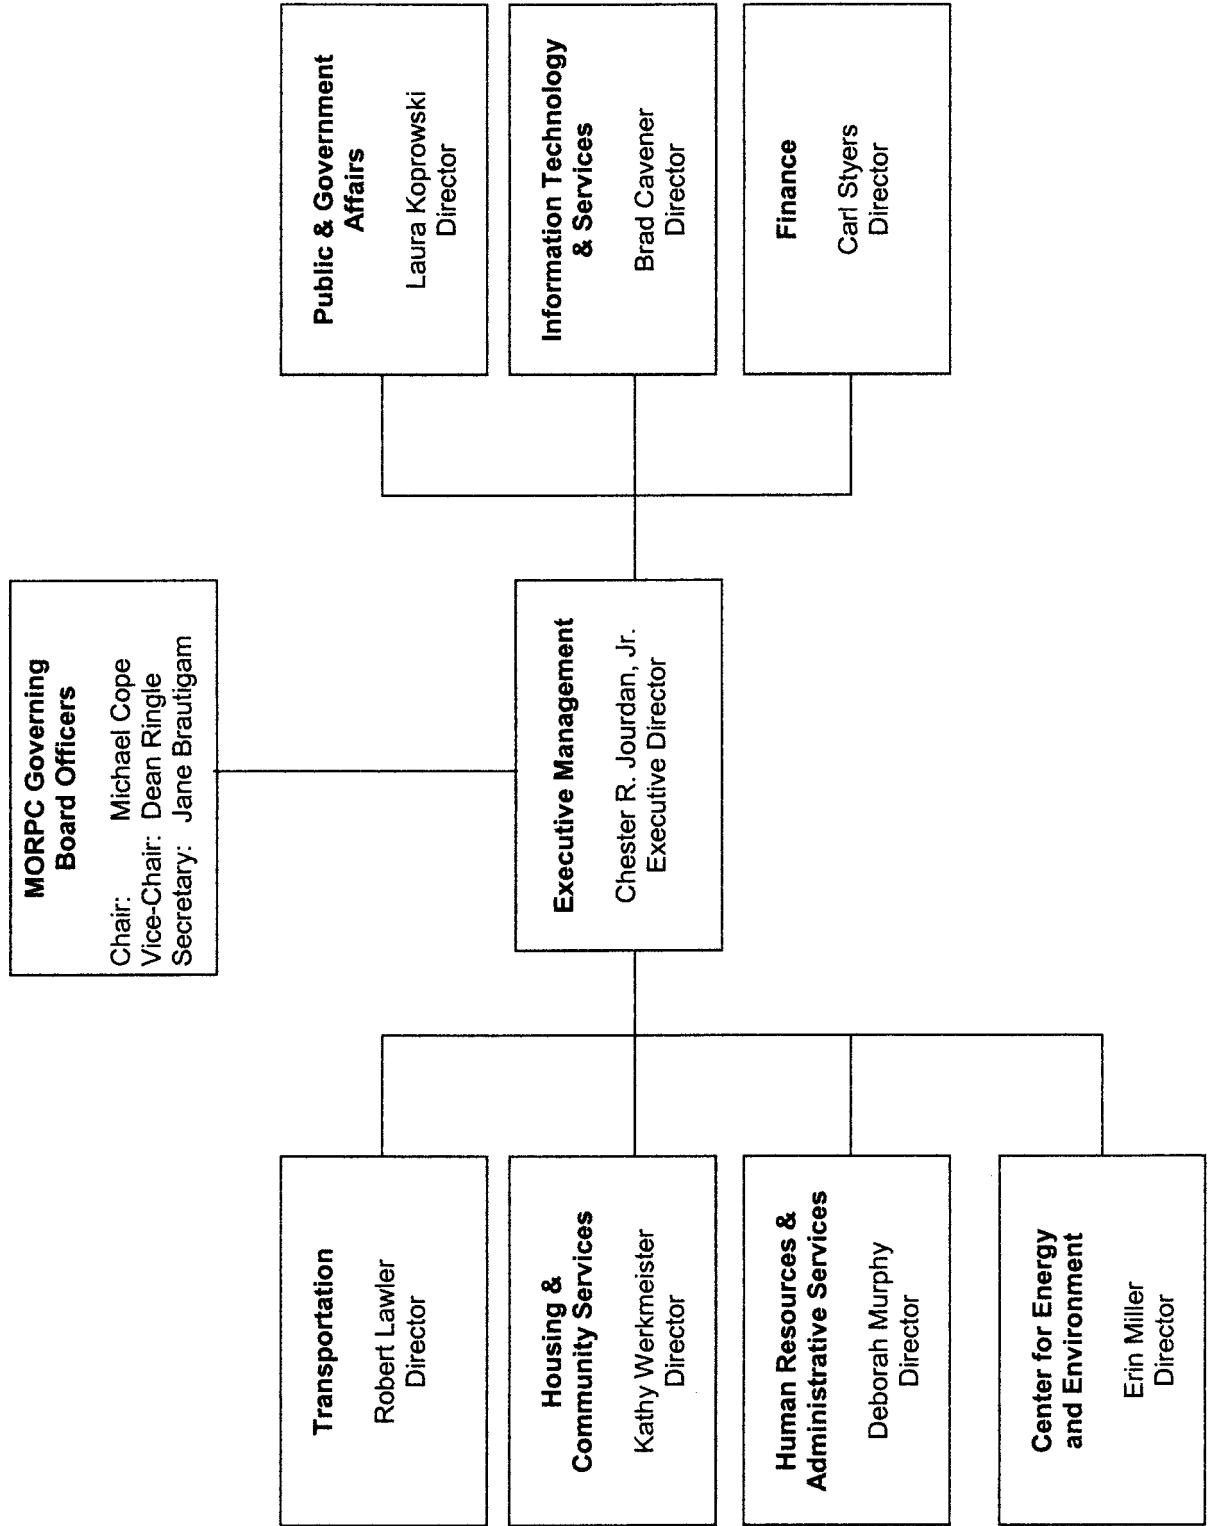 MORPC Governing
Board Officers
Chair: Michael Cope
Vice-Chair: Dean Ringle
Secretary: Jane Brautigam
Executive Management
Chester R. Jourdan, Jr.
Executive Director
Transportation
Robert Lawler
Director
Housing &
Community Services
Kathy Werkmeister
Director
Human Resources &
Administrative Services
Deborah Murphy
Director
Center for Energy
and Environment
Erin Miller
Director
Public & Government
Affairs
Laura Koprowski
Director
Information Technology
& Services
Brad Cavener
Director
Finance
Carl Styers
Director